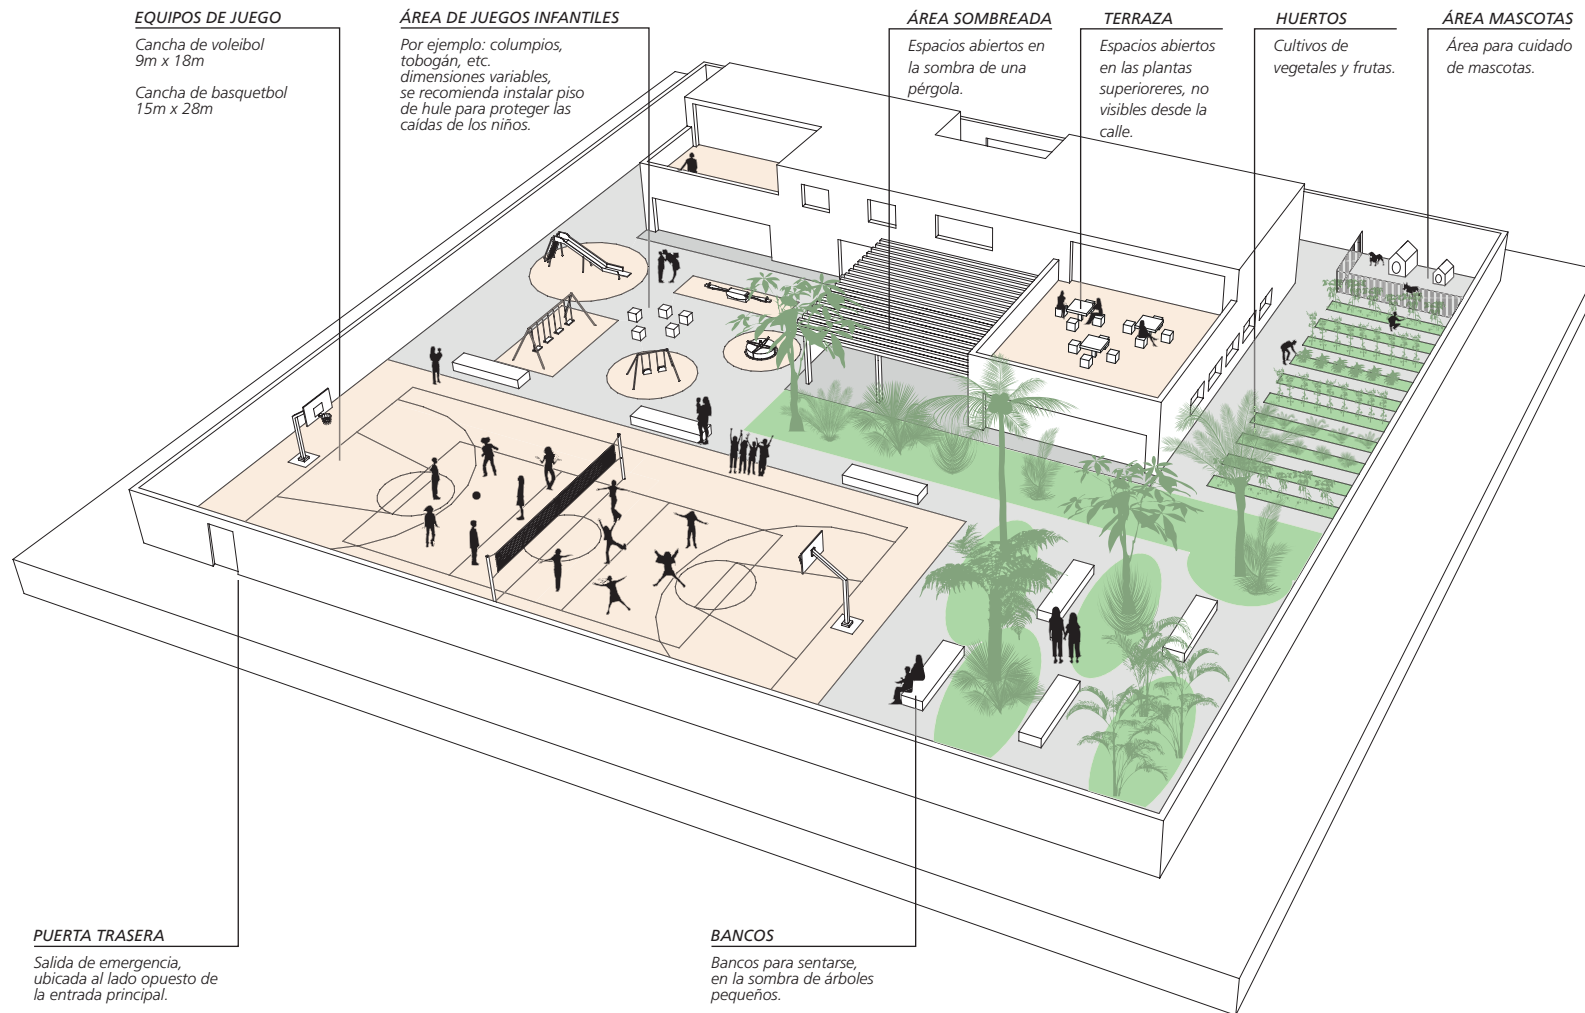 EQUIPOS DE JUEGO
Cancha de voleibol
9m x 18m
Cancha de basquetbol
15m x 28m
ÁREA DE JUEGOS INFANTILES
Por ejemplo: columpios,
tobogán, etc.
dimensiones variables,
se recomienda instalar piso
de hule para proteger las
caídas de los niños.
ÁREA SOMBREADA
Espacios abiertos en
la sombra de una
pérgola.
TERRAZA
Espacios abiertos
en las plantas
superioreres, no
visibles desde la
calle.
HUERTOS
Cultivos de
vegetales y frutas.
ÁREA MASCOTAS
Área para cuidado
de mascotas.
PUERTA TRASERA
Salida de emergencia,
ubicada al lado opuesto de
la entrada principal.
BANCOS
Bancos para sentarse,
en la sombra de árboles
pequeños.